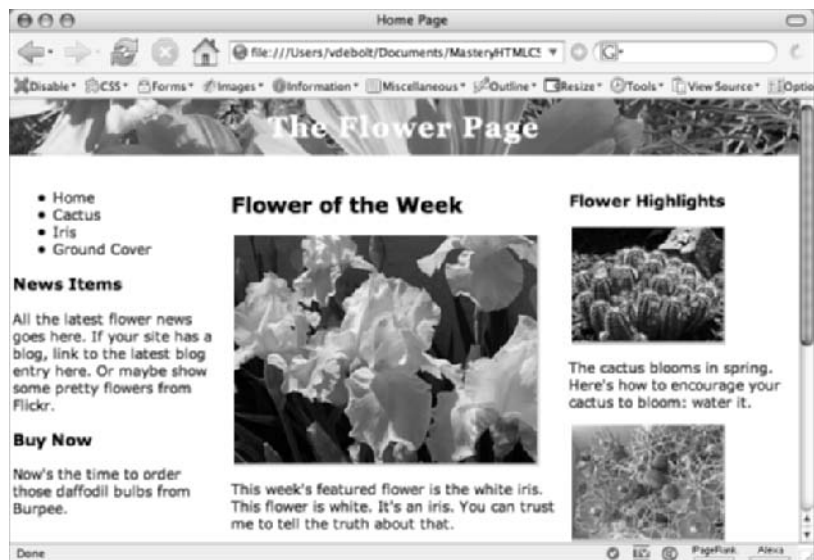 Home Page
file:///Users/vdebolt/Documents/MasteryHTMLCS
G
Disable CSS Forms Images Information Miscellaneous Outline Resize Tools View Source Optio
The Flower Page
Home
Cactus
Iris
Ground Cover
News Items
All the latest flower news
goes here. If your site has a
blog, link to the latest blog
entry here. Or maybe show
some pretty flowers from
Flickr.
Buy Now
Now's the time to order
those daffodil bulbs from
Burpee.
Flower of the Week
This week's featured flower is the white iris.
This flower is white. It's an iris. You can trust
me to tell the truth about that.
Flower Highlights
The cactus blooms in spring.
Here's how to encourage your
cactus to bloom: water it.
Done
PageRank Alexa